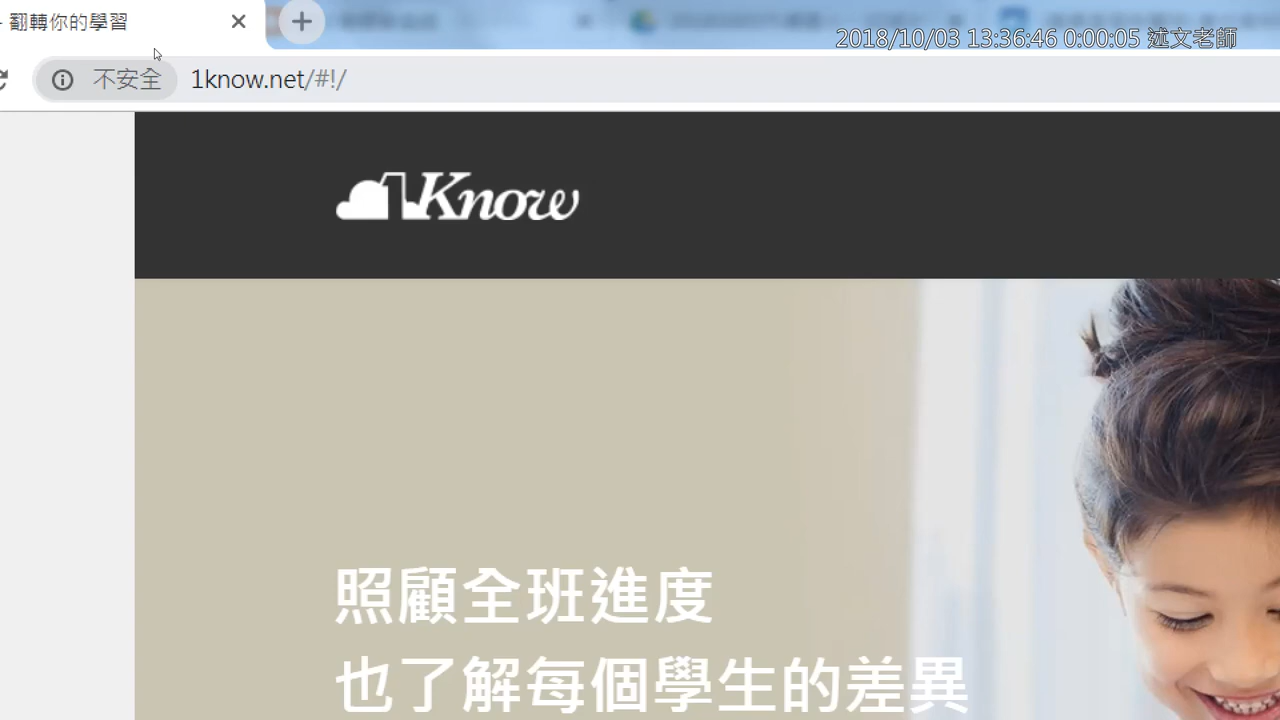 - 翻轉你的學習
2018/10/03 13:36:46 0:00:05 述文老師
不安全 1know.net/#!/
1Know
照顧全班進度
也了解每個學生的差異